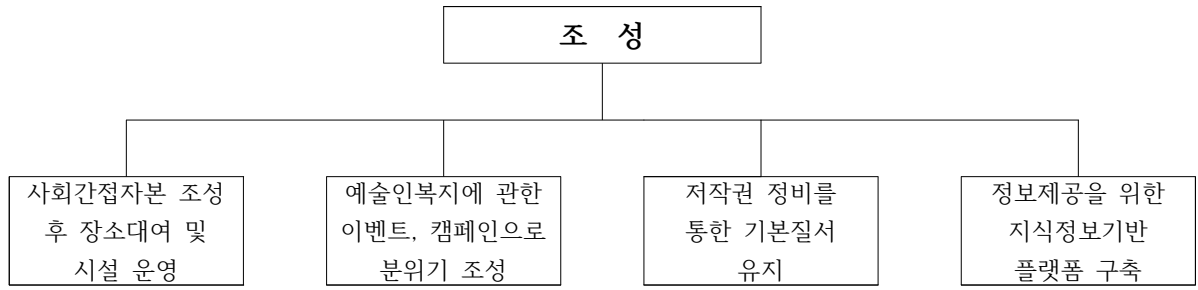 조 성
사회간접자본 조성
후 장소대여 및
시설 운영
예술인복지에 관한
이벤트, 캠페인으로
분위기 조성
저작권 정비를
통한 기본질서
유지
정보제공을 위한
지식정보기반
플랫폼 구축